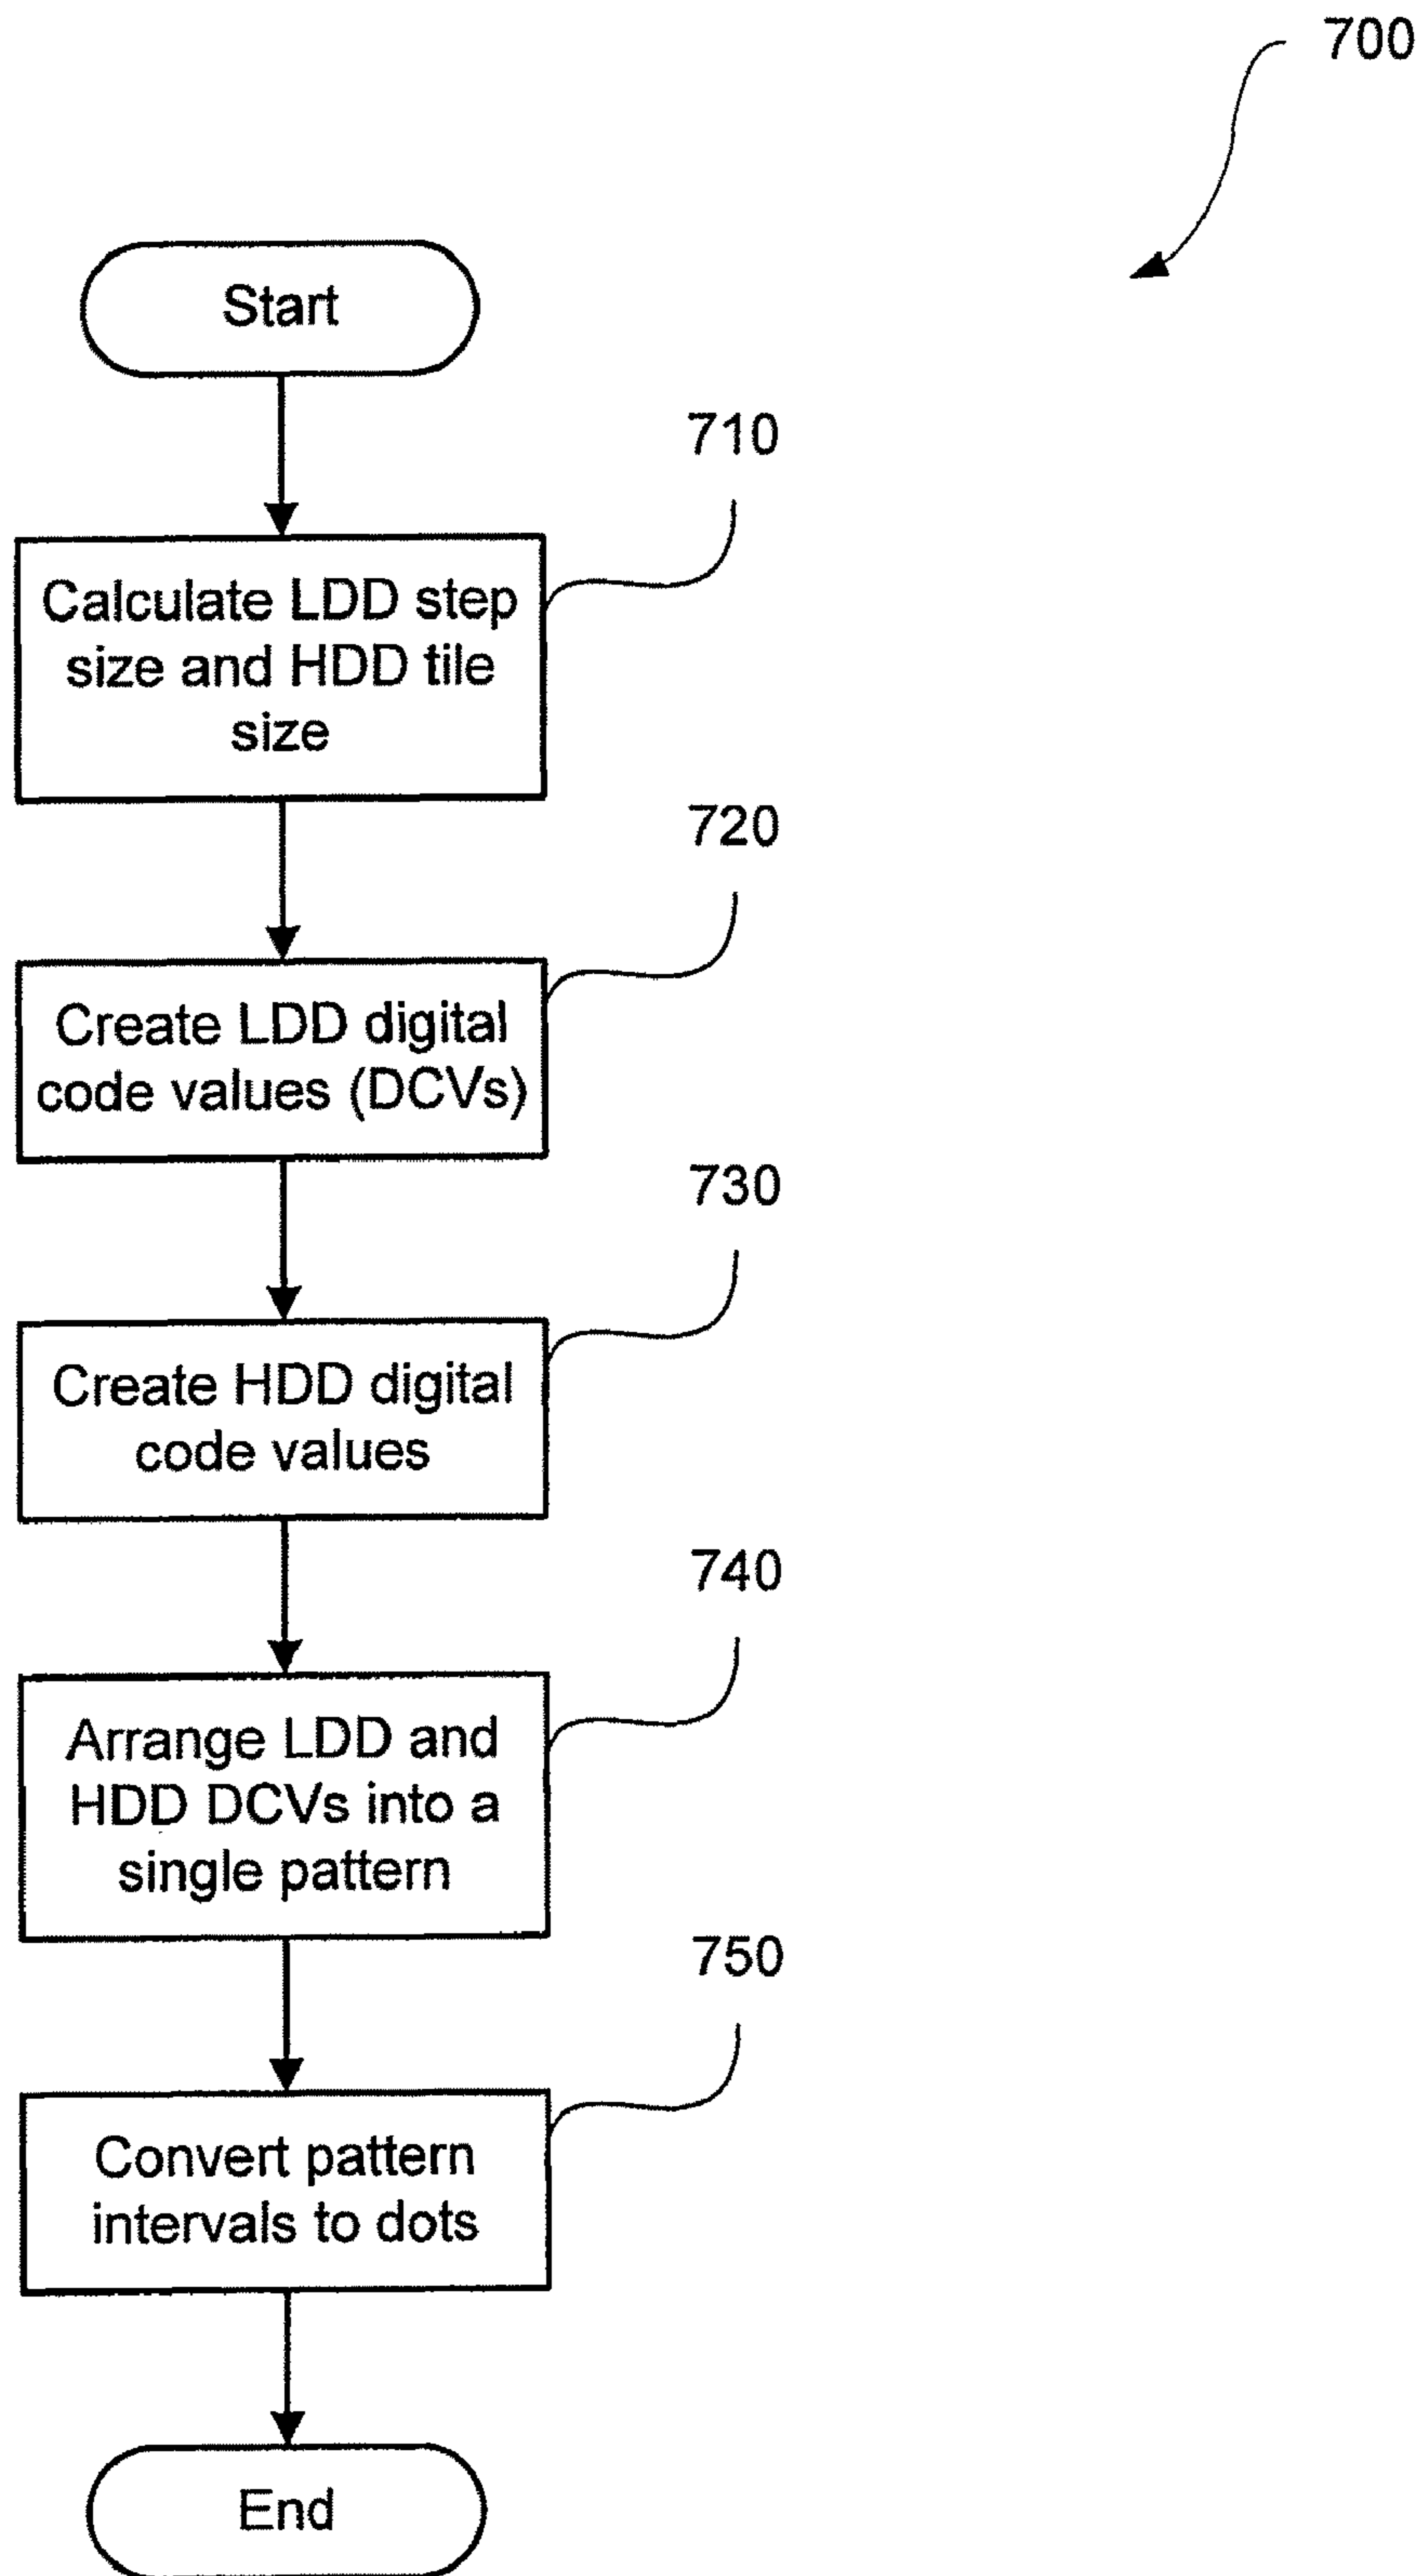 700
Start
710
Calculate LDD step
size and HDD tile
size
720
Create LDD digital
code values (DCVs)
730
Create HDD digital
code values
740
Arrange LDD and
HDD DCVs into a
single pattern
750
Convert pattern
intervals to dots
End